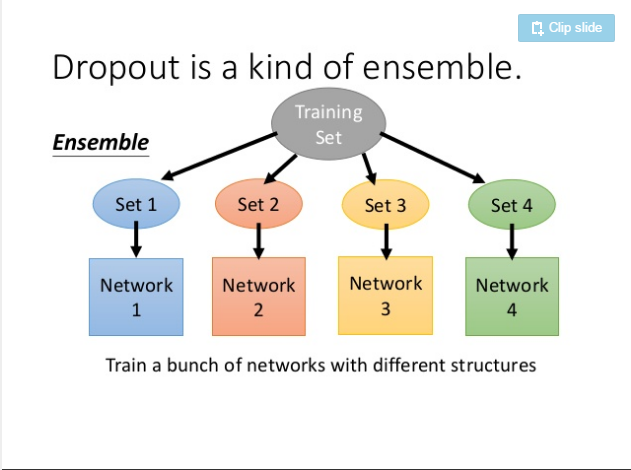 Clip slide
Dropout is a kind of ensemble.
Training
Set
Ensemble
Set 1
Set 2
Set 3
Set 4
Network
1
Network
2
Network
3
Network
4
Train a bunch of networks with different structures